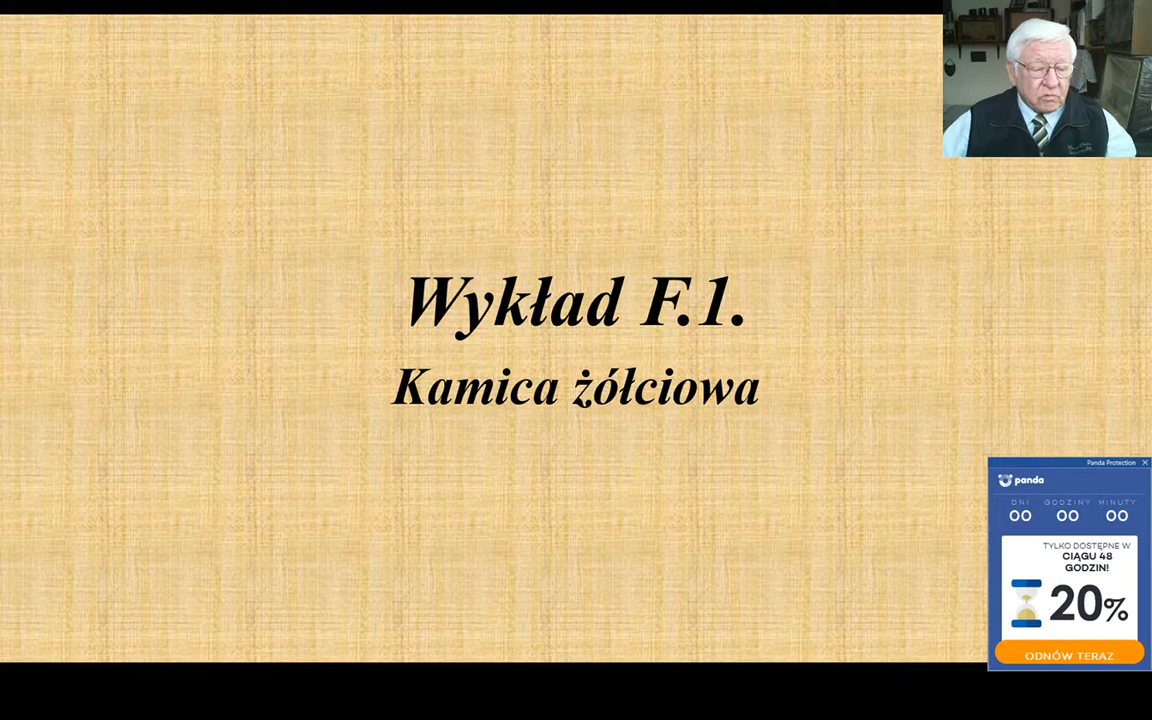 Wykład F.1.
Kamica żółciowa
Panda Protection
panda
DNI GODZINY MINUTY
00 00 00
TYLKO DOSTĘPNE W
CIĄGU 48
GODZIN!
20%
ODNÓW TERAZ